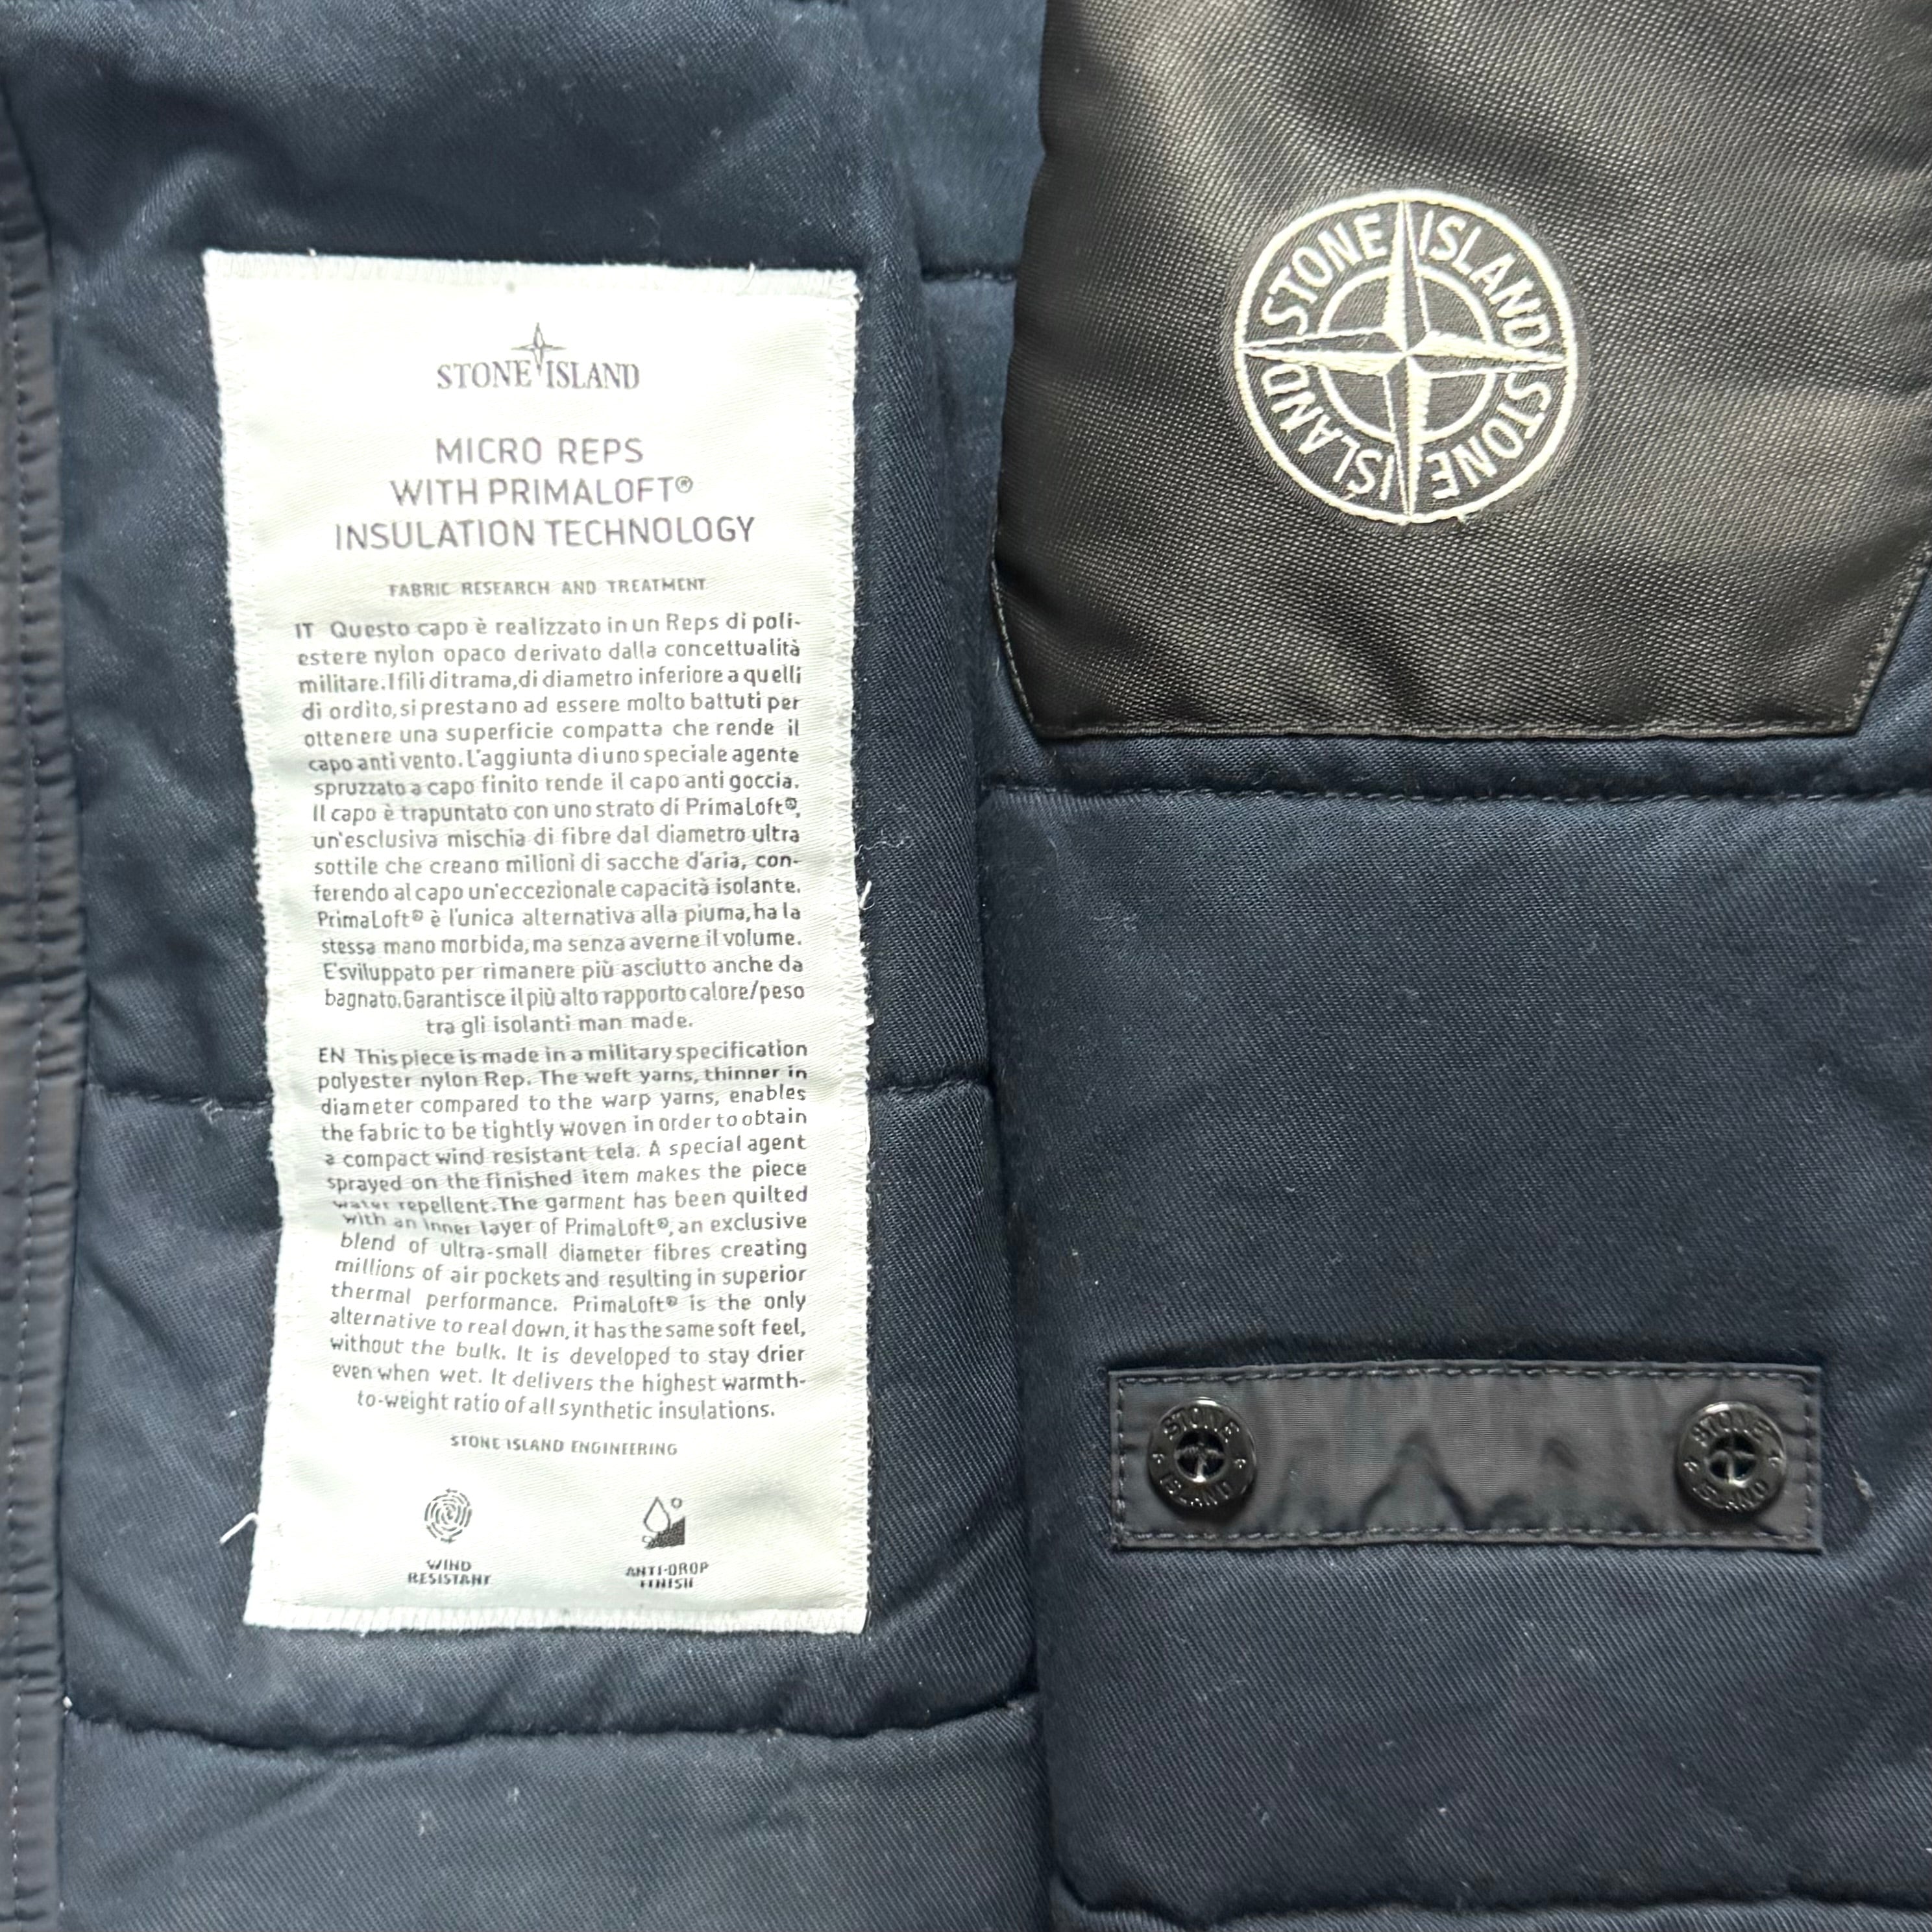 STONE ISLAND
MICRO REPS
WITH PRIMALOFT®
INSULATION TECHNOLOGY
FABRIC RESEARCH AND TREATMENT
IT Questo capo è realizzato in un Reps di poli-
estere nylon opaco derivato dalla concettualità
militare. I fili di trama, di diametro inferiore a quelli
di ordito, si prestano ad essere molto battuti per
ottenere una superficie compatta che rende il
capo anti vento. L'aggiunta di uno speciale agente
spruzzato a capo finito rende il capo anti goccia.
Il capo è trapuntato con uno strato di PrimaLoft®,
un'esclusiva mischia di fibre dal diametro ultra
sottile che creano milioni di sacche d'aria, con-
ferendo al capo un'eccezionale capacità isolante.
PrimaLoft® è l'unica alternativa alla piuma, ha la
stessa mano morbida, ma senza averne il volume.
E'sviluppato per rimanere più asciutto anche da
bagnato. Garantisce il più alto rapporto calore/peso
tra gli isolanti man made.
EN This piece is made in a military specification
polyester nylon Rep. The weft yarns, thinner in
diameter compared to the warp yarns, enables
the fabric to be tightly woven in order to obtain
a compact wind resistant tela. A special agent
sprayed on the finished item makes the piece
water repellent. The garment has been quilted
with an inner layer of PrimaLoft®, an exclusive
blend of ultra-small diameter fibres creating
millions of air pockets and resulting in superior
thermal performance. PrimaLoft® is the only
alternative to real down, it has the same soft feel,
without the bulk. It is developed to stay drier
even when wet. It delivers the highest warmth-
to-weight ratio of all synthetic insulations.
STONE ISLAND ENGINEERING
WIND
RESISTANT
ANTI-DROP
FINISH
STONE ISLAND
STONE ISLAND
STONE
ISLAND
STONE
ISLAND